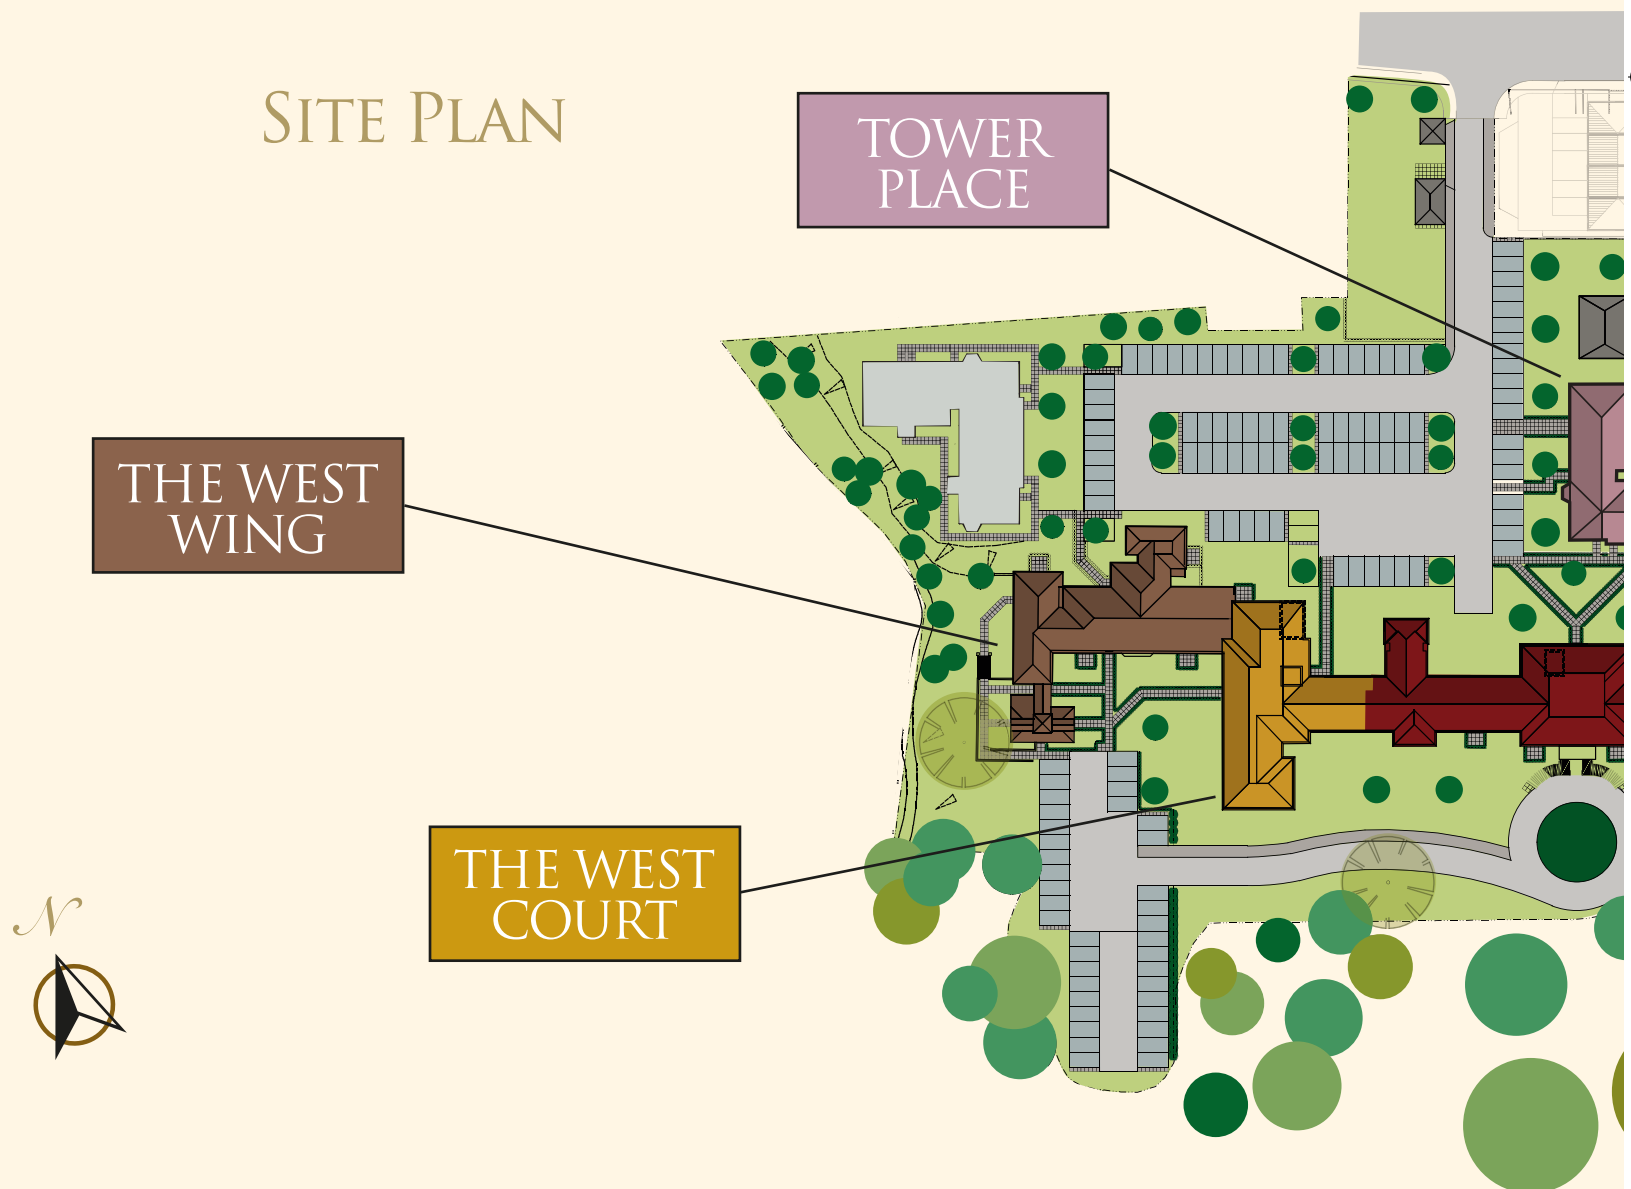 SITE PLAN
TOWER
PLACE
THE WEST
WING
THE WEST
COURT
N